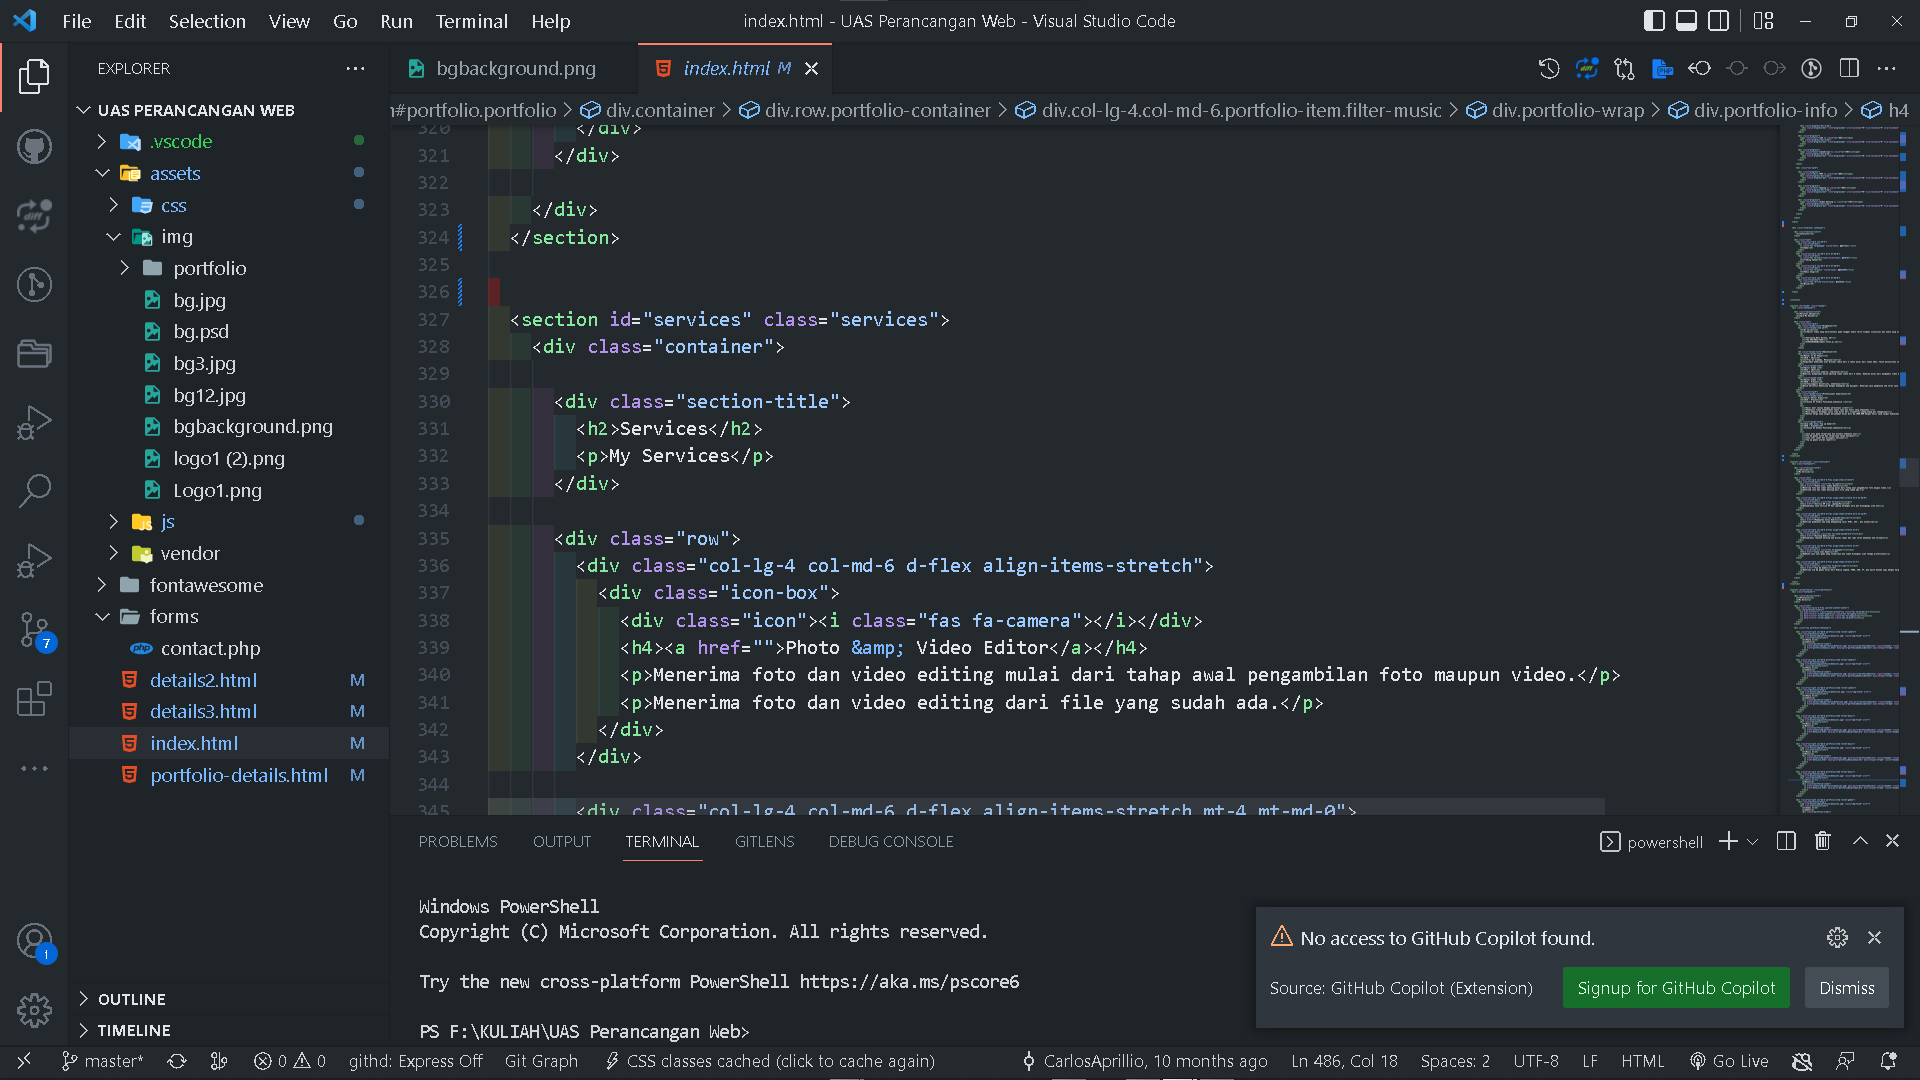 File Edit Selection View Go Run Terminal Help
index.html - UAS Perancangan Web - Visual Studio Code
EXPLORER
UAS PERANCANGAN WEB
.vscode
assets
css
img
portfolio
bg.jpg
bg.psd
bg3.jpg
bg12.jpg
bgbackground.png
logo1 (2).png
Logo1.png
js
vendor
fontawesome
forms
contact.php
details2.html M
details3.html M
index.html M
portfolio-details.html M
OUTLINE
TIMELINE
7
1
bgbackground.png
index.html M
n#portfolio.portfolio > div.container > div.row.portfolio-container > div.col-lg-4.col-md-6.portfolio-item.filter-music > div.portfolio-wrap > div.portfolio-info > h4
320 </div>
321 </div>
322
323 </div>
324 </section>
325
326
327 <section id="services" class="services">
328 <div class="container">
329
330 <div class="section-title">
331 <h2>Services</h2>
332 <p>My Services</p>
333 </div>
334
335 <div class="row">
336 <div class="col-lg-4 col-md-6 d-flex align-items-stretch">
337 <div class="icon-box">
338 <div class="icon"><i class="fas fa-camera"></i></div>
339 <h4><a href="">Photo &amp; Video Editor</a></h4>
340 <p>Menerima foto dan video editing mulai dari tahap awal pengambilan foto maupun video.</p>
341 <p>Menerima foto dan video editing dari file yang sudah ada.</p>
342 </div>
343 </div>
344
345 <div class="col-lg-4 col-md-6 d-flex align-items-stretch mt-4 mt-md-0">
PROBLEMS OUTPUT TERMINAL GITLENS DEBUG CONSOLE
powershell
Windows PowerShell
Copyright (C) Microsoft Corporation. All rights reserved.
Try the new cross-platform PowerShell https://aka.ms/pscore6
PS F:\KULIAH\UAS Perancangan Web>
No access to GitHub Copilot found.
Source: GitHub Copilot (Extension)
Signup for GitHub Copilot
Dismiss
master* 0 0 githd: Express Off Git Graph CSS classes cached (click to cache again) CarlosAprillio, 10 months ago Ln 486, Col 18 Spaces: 2 UTF-8 LF HTML Go Live